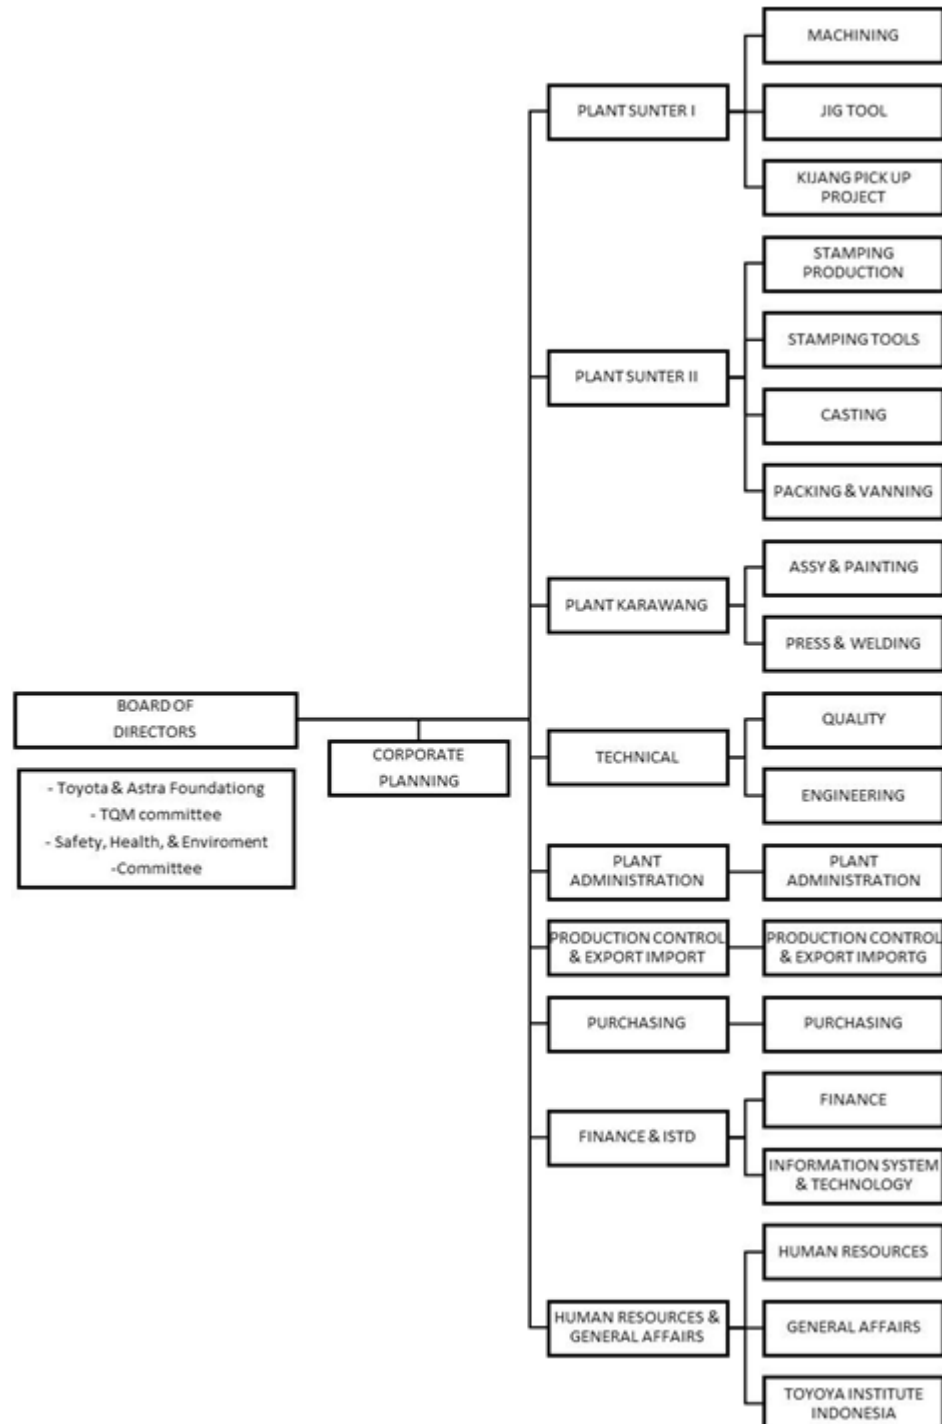 MACHINING
PLANT SUNTER I
JIG TOOL
KIJANG PICK UP
PROJECT
STAMPING
PRODUCTION
STAMPING TOOLS
PLANT SUNTER II
CASTING
PACKING & VANNING
ASSY & PAINTING
PLANT KARAWANG
PRESS & WELDING
BOARD OF
DIRECTORS
- Toyota & Astra Foundationg
- TQM committee
- Safety, Health, & Enviroment
-Committee
CORPORATE
PLANNING
QUALITY
TECHNICAL
ENGINEERING
PLANT
ADMINISTRATION
PLANT
ADMINISTRATION
PRODUCTION CONTROL
& EXPORT IMPORT
PRODUCTION CONTROL
& EXPORT IMPORTG
PURCHASING
PURCHASING
FINANCE
FINANCE & ISTD
INFORMATION SYSTEM
& TECHNOLOGY
HUMAN RESOURCES
HUMAN RESOURCES &
GENERAL AFFAIRS
GENERAL AFFAIRS
TOYOYA INSTITUTE
INDONESIA